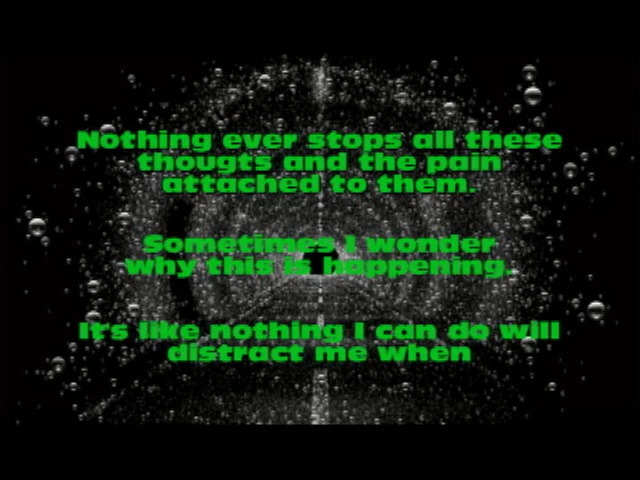 Nothing ever stops all these
thougts and the pain
attached to them.
Sometimes I wonder
why this is happening.
It's like nothing I can do will
distract me when